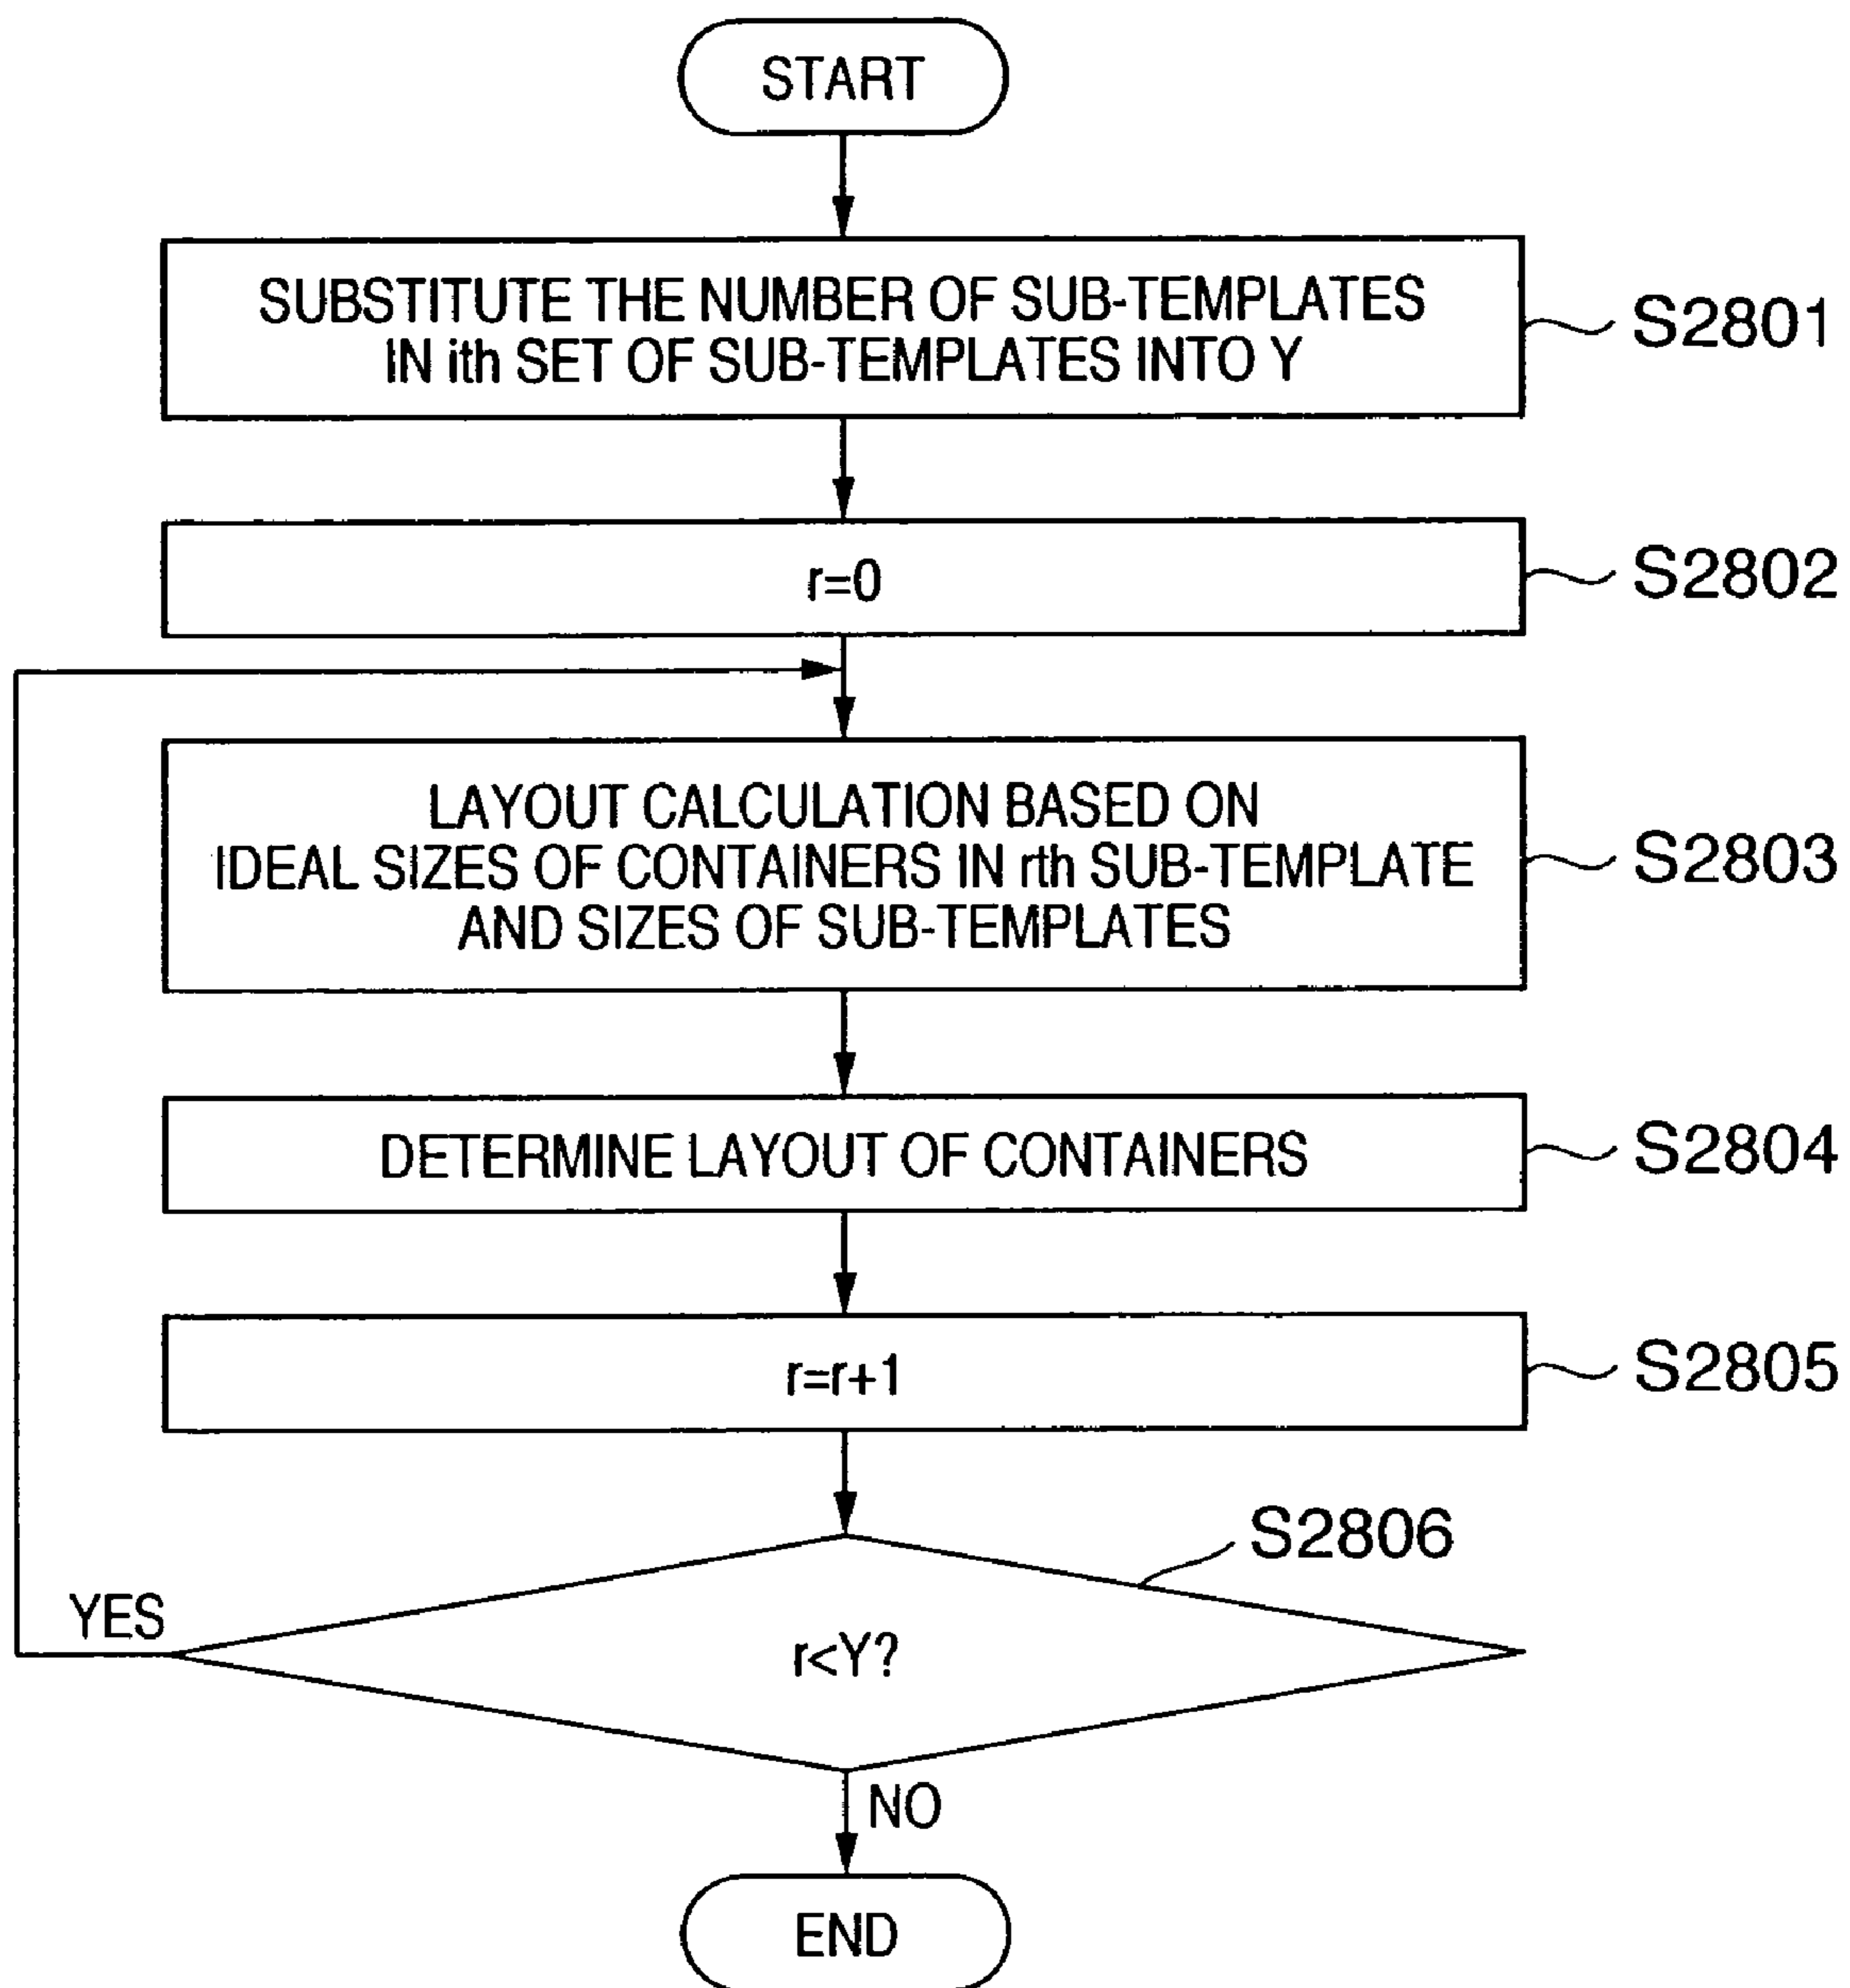 START
SUBSTITUTE THE NUMBER OF SUB-TEMPLATES
IN ith SET OF SUB-TEMPLATES INTO Y
S2801
r=0
S2802
LAYOUT CALCULATION BASED ON
IDEAL SIZES OF CONTAINERS IN rth SUB-TEMPLATE
AND SIZES OF SUB-TEMPLATES
S2803
DETERMINE LAYOUT OF CONTAINERS
S2804
r=r+1
S2805
S2806
YES
r<Y?
NO
END